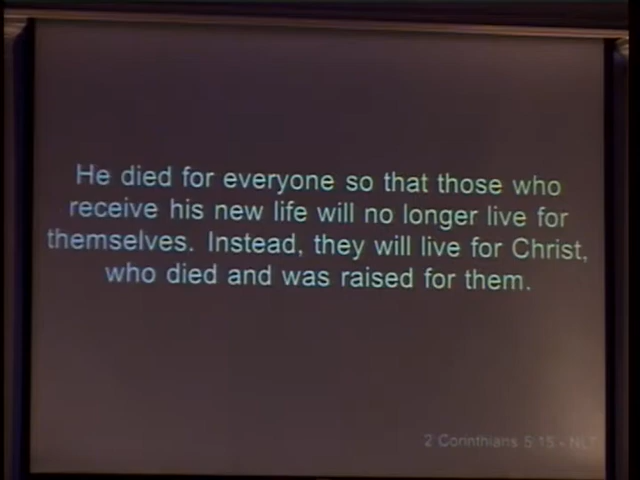 He died for everyone so that those who
receive his new life will no longer live for
themselves. Instead, they will live for Christ,
who died and was raised for them.
2 Corinthians 5:15 - NLT